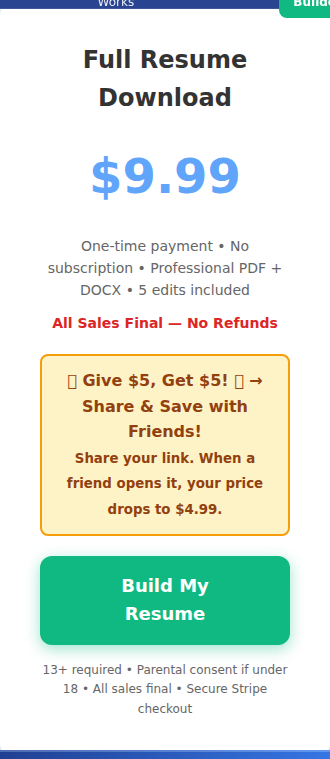 Works
Full Resume
Download
$9.99
One-time payment • No
subscription • Professional PDF +
DOCX • 5 edits included
All Sales Final — No Refunds
Give $5, Get $5! →
Share & Save with
Friends!
Share your link. When a
friend opens it, your price
drops to $4.99.
Build My
Resume
13+ required • Parental consent if under
18 • All sales final • Secure Stripe
checkout